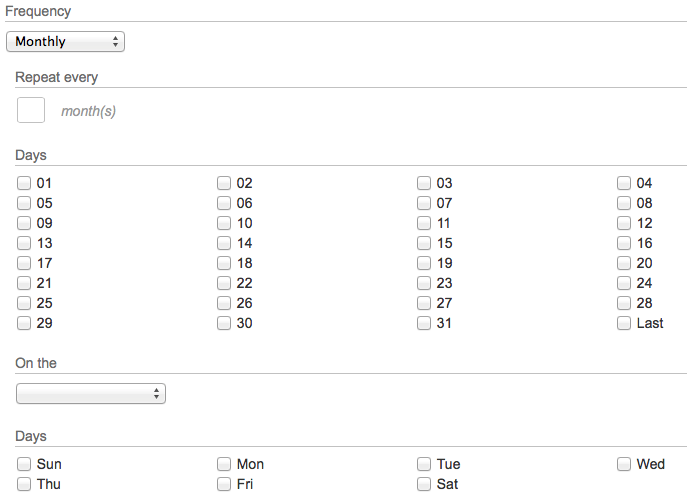 Frequency
Monthly
Repeat every
month(s)
Days
01 02 03 04
05 06 07 08
09 10 11 12
13 14 15 16
17 18 19 20
21 22 23 24
25 26 27 28
29 30 31 Last
On the
Days
Sun Mon Tue Wed
Thu Fri Sat